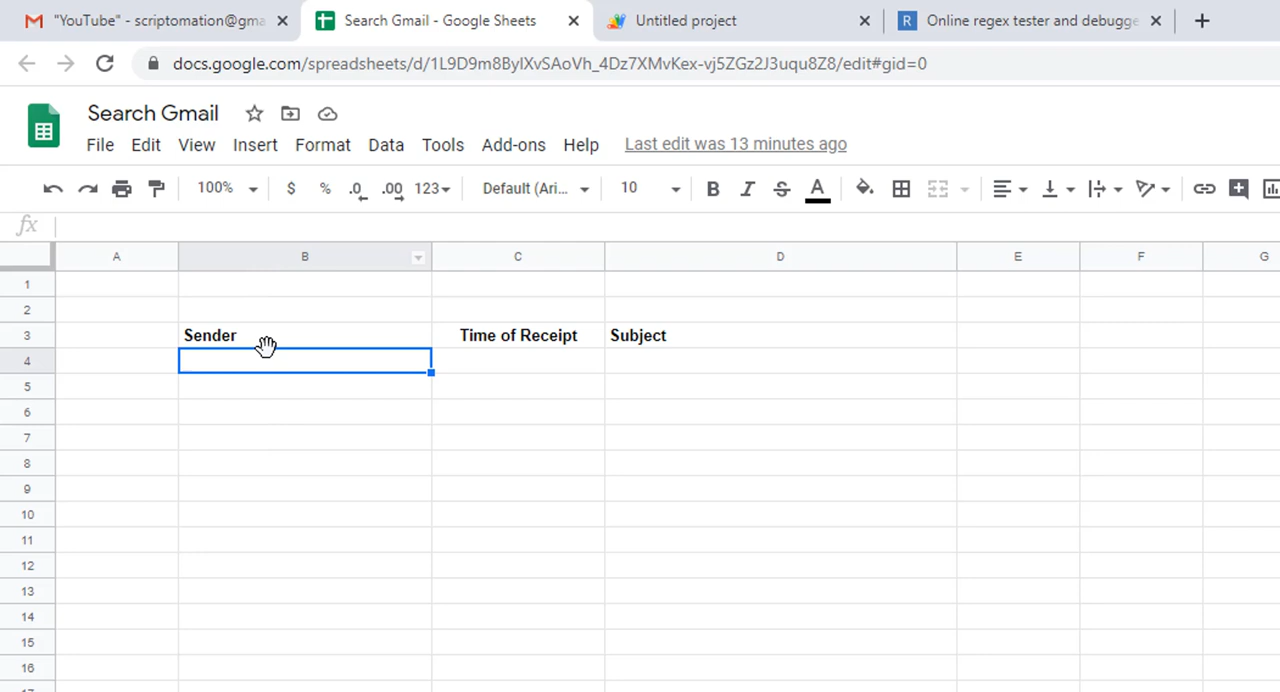 "YouTube" - scriptomation@gma
Search Gmail - Google Sheets
Untitled project
R
Online regex tester and debugge
docs.google.com/spreadsheets/d/1L9D9m8BylXvSAoVh_4Dz7XMvKex-vj5ZGz2J3uqu8Z8/edit#gid=0
Search Gmail
File Edit View Insert Format Data Tools Add-ons Help Last edit was 13 minutes ago
100% $ % .0 .00 123 Default (Ari... 10 B I S A
fx
A B C D E F G
1
2
3 Sender Time of Receipt Subject
4
5
6
7
8
9
10
11
12
13
14
15
16
17